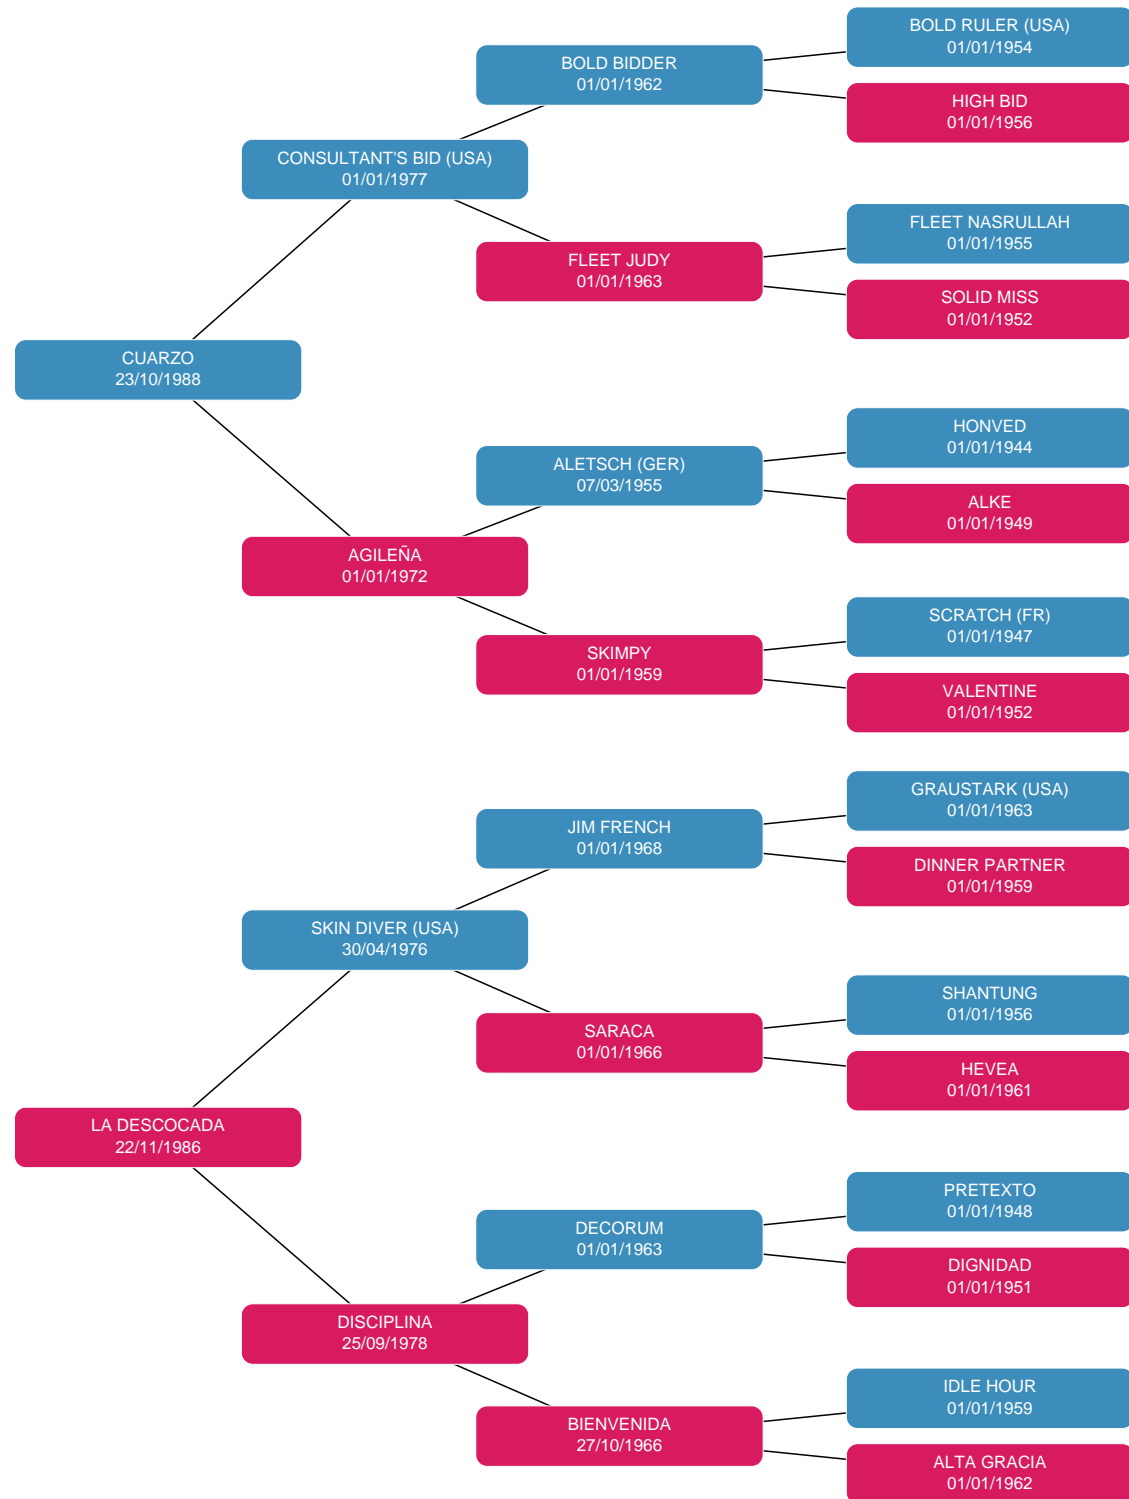 BOLD RULER (USA)
01/01/1954
BOLD BIDDER
01/01/1962
HIGH BID
01/01/1956
CONSULTANT'S BID (USA)
01/01/1977
FLEET NASRULLAH
01/01/1955
FLEET JUDY
01/01/1963
SOLID MISS
01/01/1952
CUARZO
23/10/1988
HONVED
01/01/1944
ALETSCH (GER)
07/03/1955
ALKE
01/01/1949
AGILEÑA
01/01/1972
SCRATCH (FR)
01/01/1947
SKIMPY
01/01/1959
VALENTINE
01/01/1952
GRAUSTARK (USA)
01/01/1963
JIM FRENCH
01/01/1968
DINNER PARTNER
01/01/1959
SKIN DIVER (USA)
30/04/1976
SHANTUNG
01/01/1956
SARACA
01/01/1966
HEVEA
01/01/1961
LA DESCOCADA
22/11/1986
PRETEXTO
01/01/1948
DECORUM
01/01/1963
DIGNIDAD
01/01/1951
DISCIPLINA
25/09/1978
IDLE HOUR
01/01/1959
BIENVENIDA
27/10/1966
ALTA GRACIA
01/01/1962